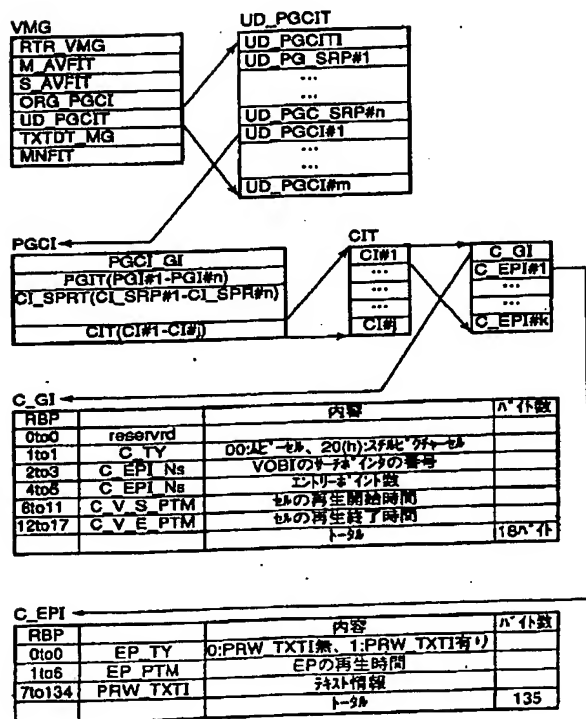 VMG
RTR_VMG
M_AVFIT
S_AVFIT
ORG_PGCI
UD_PGCIT
TXTDT_MG
MNFIT
UD_PGCIT
UD_PGCITI
UD_PG_SRP#1
...
...
UD_PGC_SRP#n
UD_PGCI#1
...
...
UD_PGCI#m
PGCI
PGCI_GI
PGIT(PGI#1-PGI#n)
CI_SPRT(CI_SRP#1-CI_SPR#n)
CIT(CI#1-CI#j)
CIT
CI#1
...
...
...
CI#j
C_GI
C_EPI#1
...
...
C_EPI#k
C_GI
RBP 内容 バイト数
0to0 reservrd
1to1 C_TY 00:ムービーセル、20(h):スチルピクチャーセル
2to3 C_EPI_Ns VOBIのサーチポインタの番号
4to5 C_EPI_Ns エントリーポイント数
6to11 C_V_S_PTM セルの再生開始時間
12to17 C_V_E_PTM セルの再生終了時間
トータル 18バイト
C_EPI
RBP 内容 バイト数
0to0 EP_TY 0:PRW_TXTI無、1:PRW_TXTI有り
1to6 EP_PTM EPの再生時間
7to134 PRW_TXTI テキスト情報
トータル 135